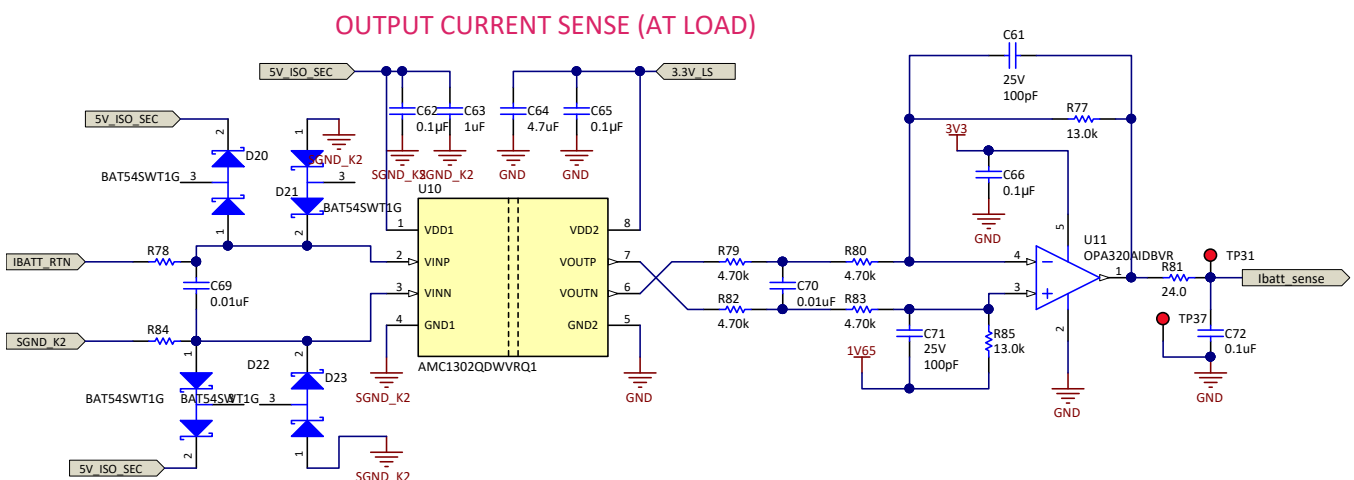 OUTPUT CURRENT SENSE (AT LOAD)
5V_ISO_SEC
3.3V_LS
C61
25V
100pF
R77
13.0k
5V_ISO_SEC
C62
0.1µF
C63
1uF
C64
4.7uF
C65
0.1µF
2
D20
BAT54SWT1G 3
1
1
SGND_K2
3
D21
BAT54SWT1G
2
SGND_K2
SGND_K2
GND
GND
3V3
C66
0.1µF
GND
U10
1 VDD1
VDD2 8
2 VINP
VOUTP 7
3 VINN
VOUTN 6
4 GND1
GND2 5
AMC1302QDWVRQ1
IBATT_RTN
R78
C69
0.01uF
SGND_K2
R84
R79
4.70k
R80
4.70k
C70
0.01uF
R82
4.70k
R83
4.70k
C71
25V
100pF
R85
13.0k
1V65
5
U11
OPA320AIDBVR
4
3
1
2
R81
24.0
TP31
Ibatt_sense
TP37
C72
0.1uF
GND
GND
GND
SGND_K2
1
D22
BAT54SWT1G
3
2
2
D23
BAT54SWT1G 3
1
5V_ISO_SEC
SGND_K2